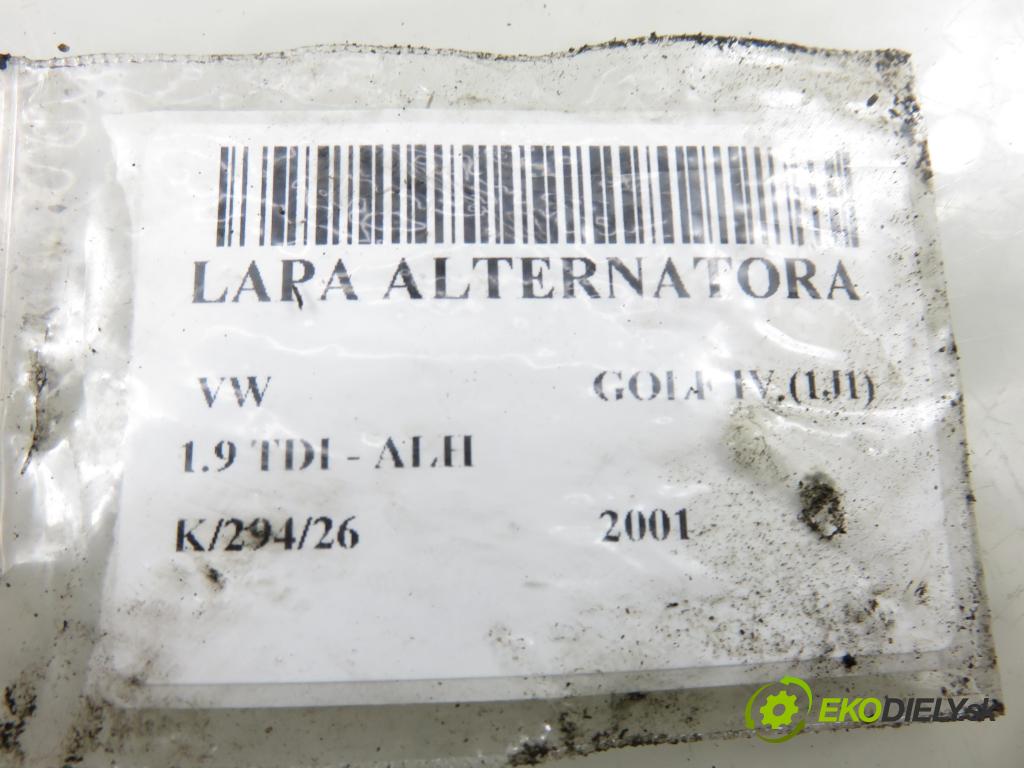 LAPA ALTERNATORA
VW GOLF IV.(1J1)
1.9 TDI - ALH
K/294/26 2001
EKODIELY.sk